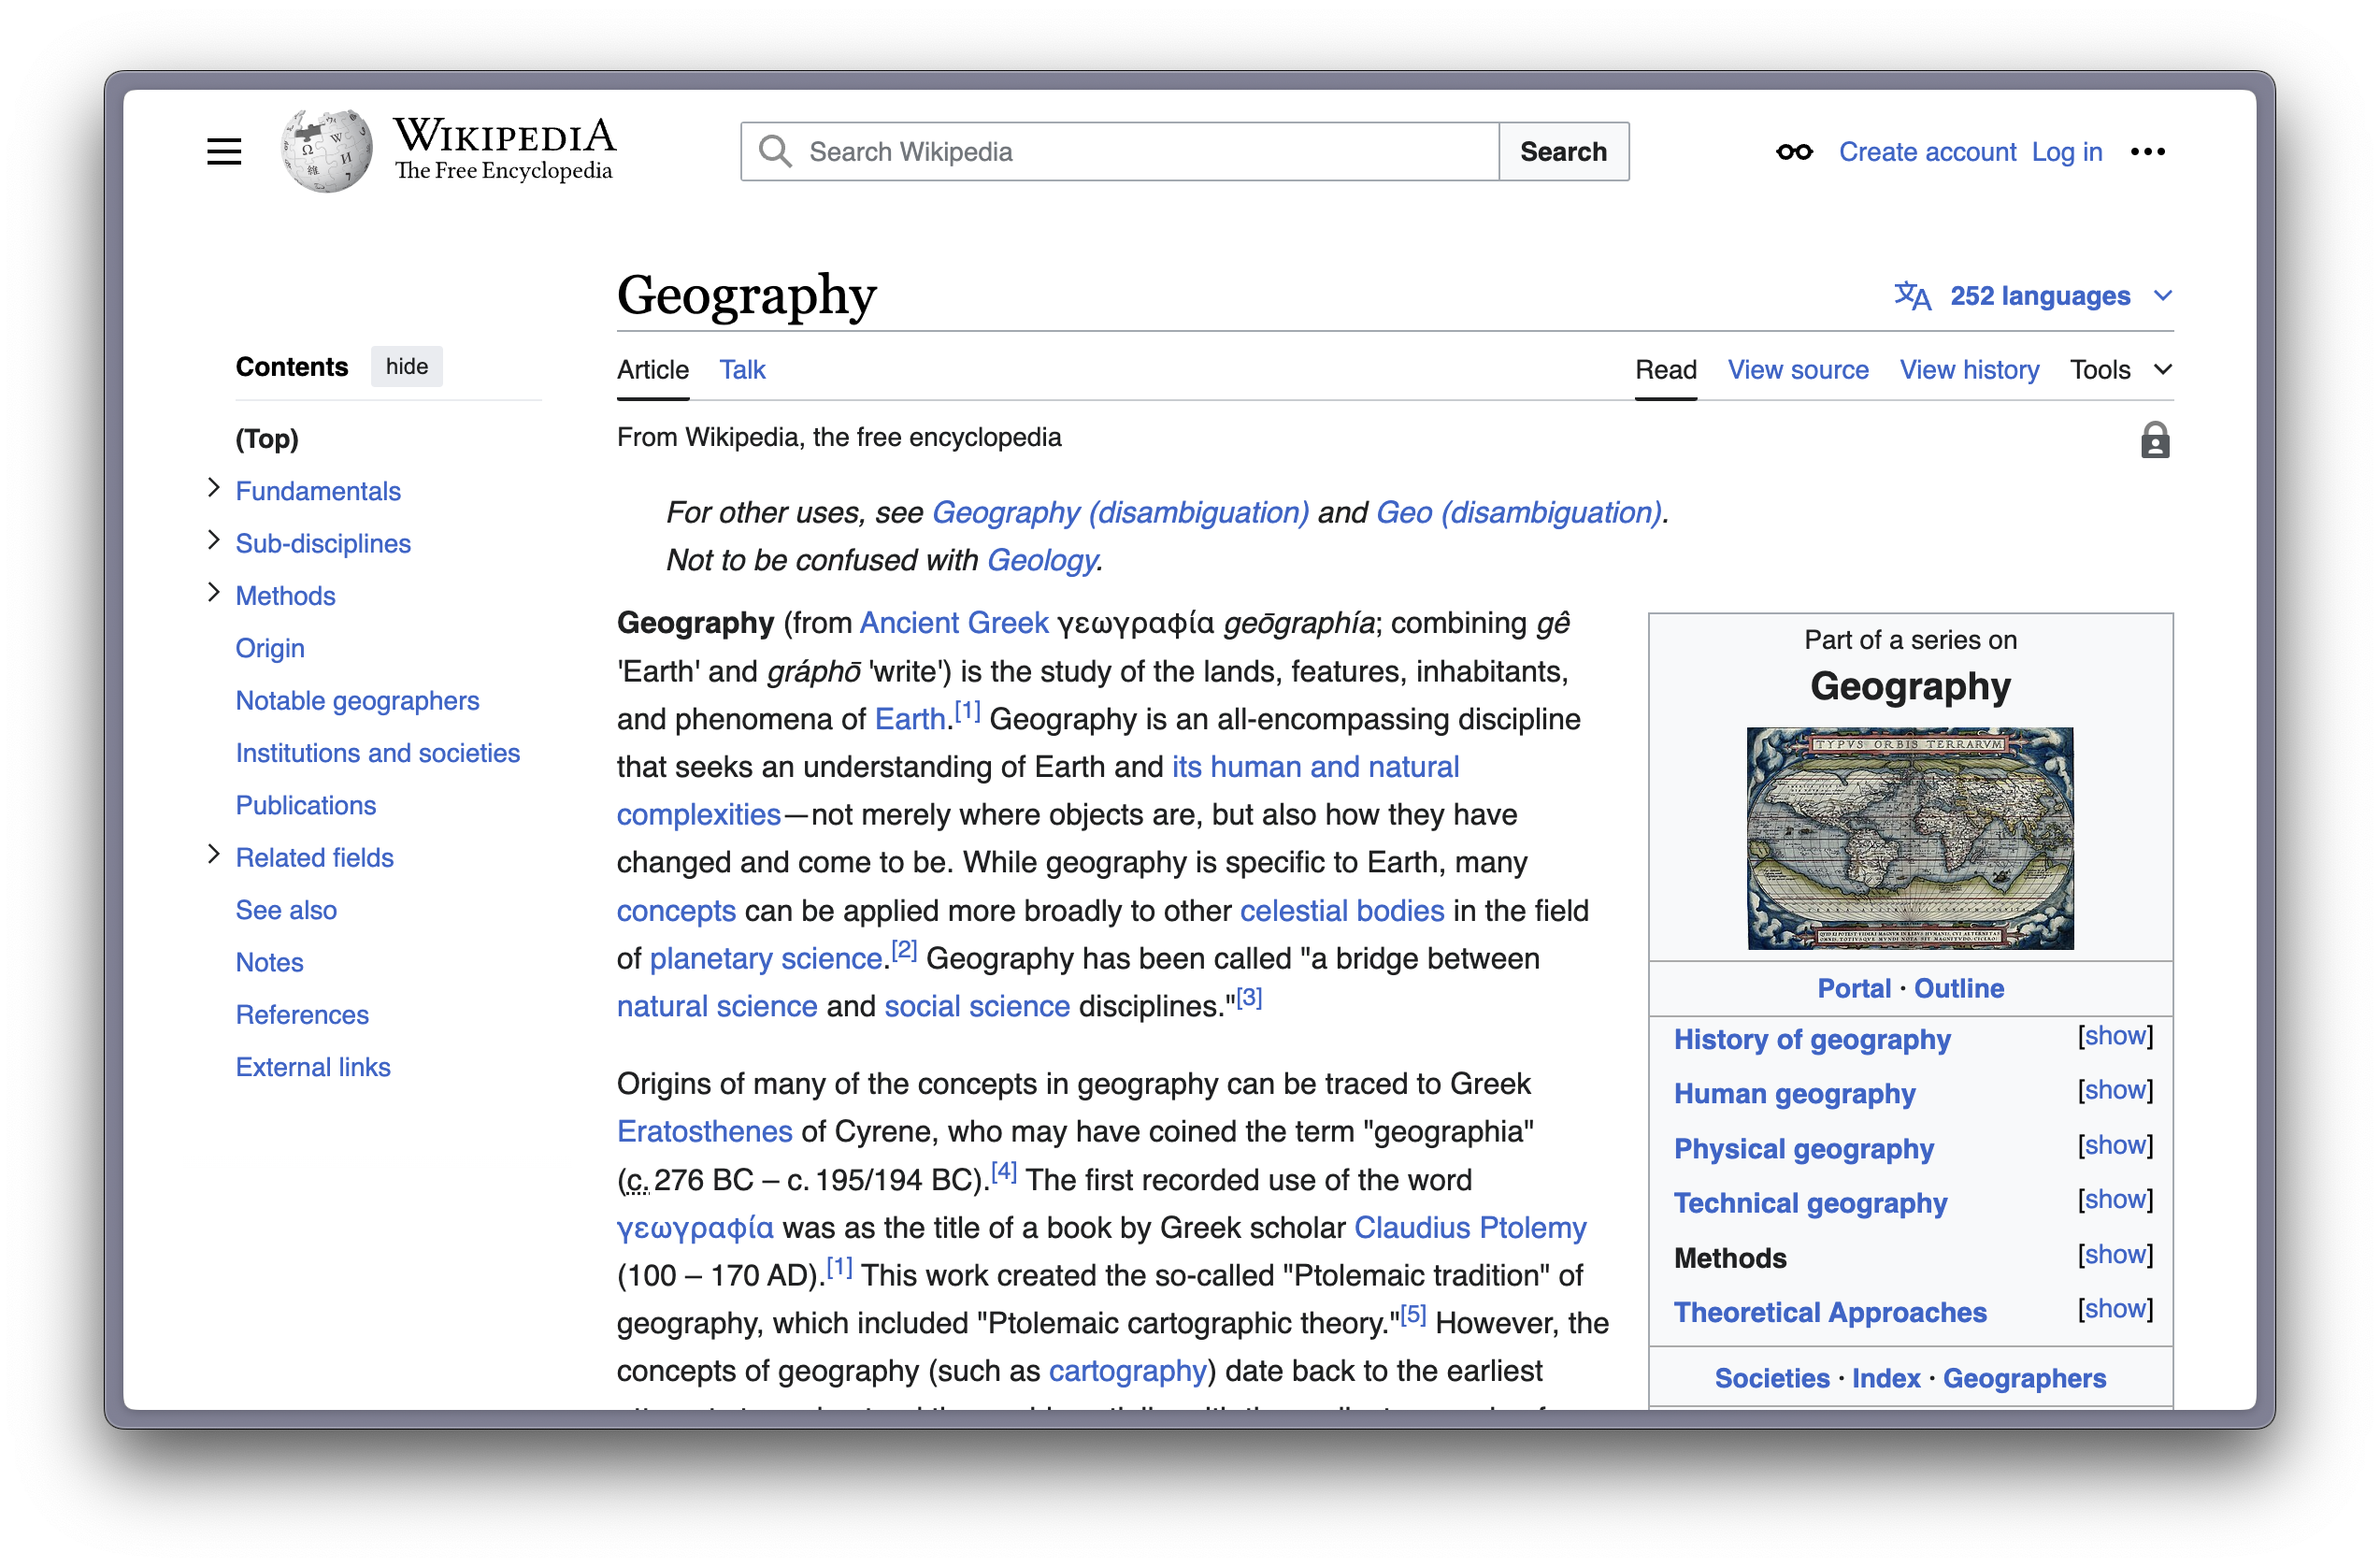 WIKIPEDIA
The Free Encyclopedia
Search Wikipedia
Search
Create account Log in
Geography
252 languages
Contents hide
Article Talk
Read View source View history Tools
(Top)
Fundamentals
Sub-disciplines
Methods
Origin
Notable geographers
Institutions and societies
Publications
Related fields
See also
Notes
References
External links
From Wikipedia, the free encyclopedia
For other uses, see Geography (disambiguation) and Geo (disambiguation).
Not to be confused with Geology.
Geography (from Ancient Greek γεωγραφία geōgraphía; combining gê
'Earth' and gráphō 'write') is the study of the lands, features, inhabitants,
and phenomena of Earth.[1] Geography is an all-encompassing discipline
that seeks an understanding of Earth and its human and natural
complexities—not merely where objects are, but also how they have
changed and come to be. While geography is specific to Earth, many
concepts can be applied more broadly to other celestial bodies in the field
of planetary science.[2] Geography has been called "a bridge between
natural science and social science disciplines."[3]
Origins of many of the concepts in geography can be traced to Greek
Eratosthenes of Cyrene, who may have coined the term "geographia"
(c. 276 BC – c. 195/194 BC).[4] The first recorded use of the word
γεωγραφία was as the title of a book by Greek scholar Claudius Ptolemy
(100 – 170 AD).[1] This work created the so-called "Ptolemaic tradition" of
geography, which included "Ptolemaic cartographic theory."[5] However, the
concepts of geography (such as cartography) date back to the earliest
Part of a series on
Geography
TYPVS ORBIS TERRARVM
Portal · Outline
History of geography [show]
Human geography [show]
Physical geography [show]
Technical geography [show]
Methods [show]
Theoretical Approaches [show]
Societies · Index · Geographers